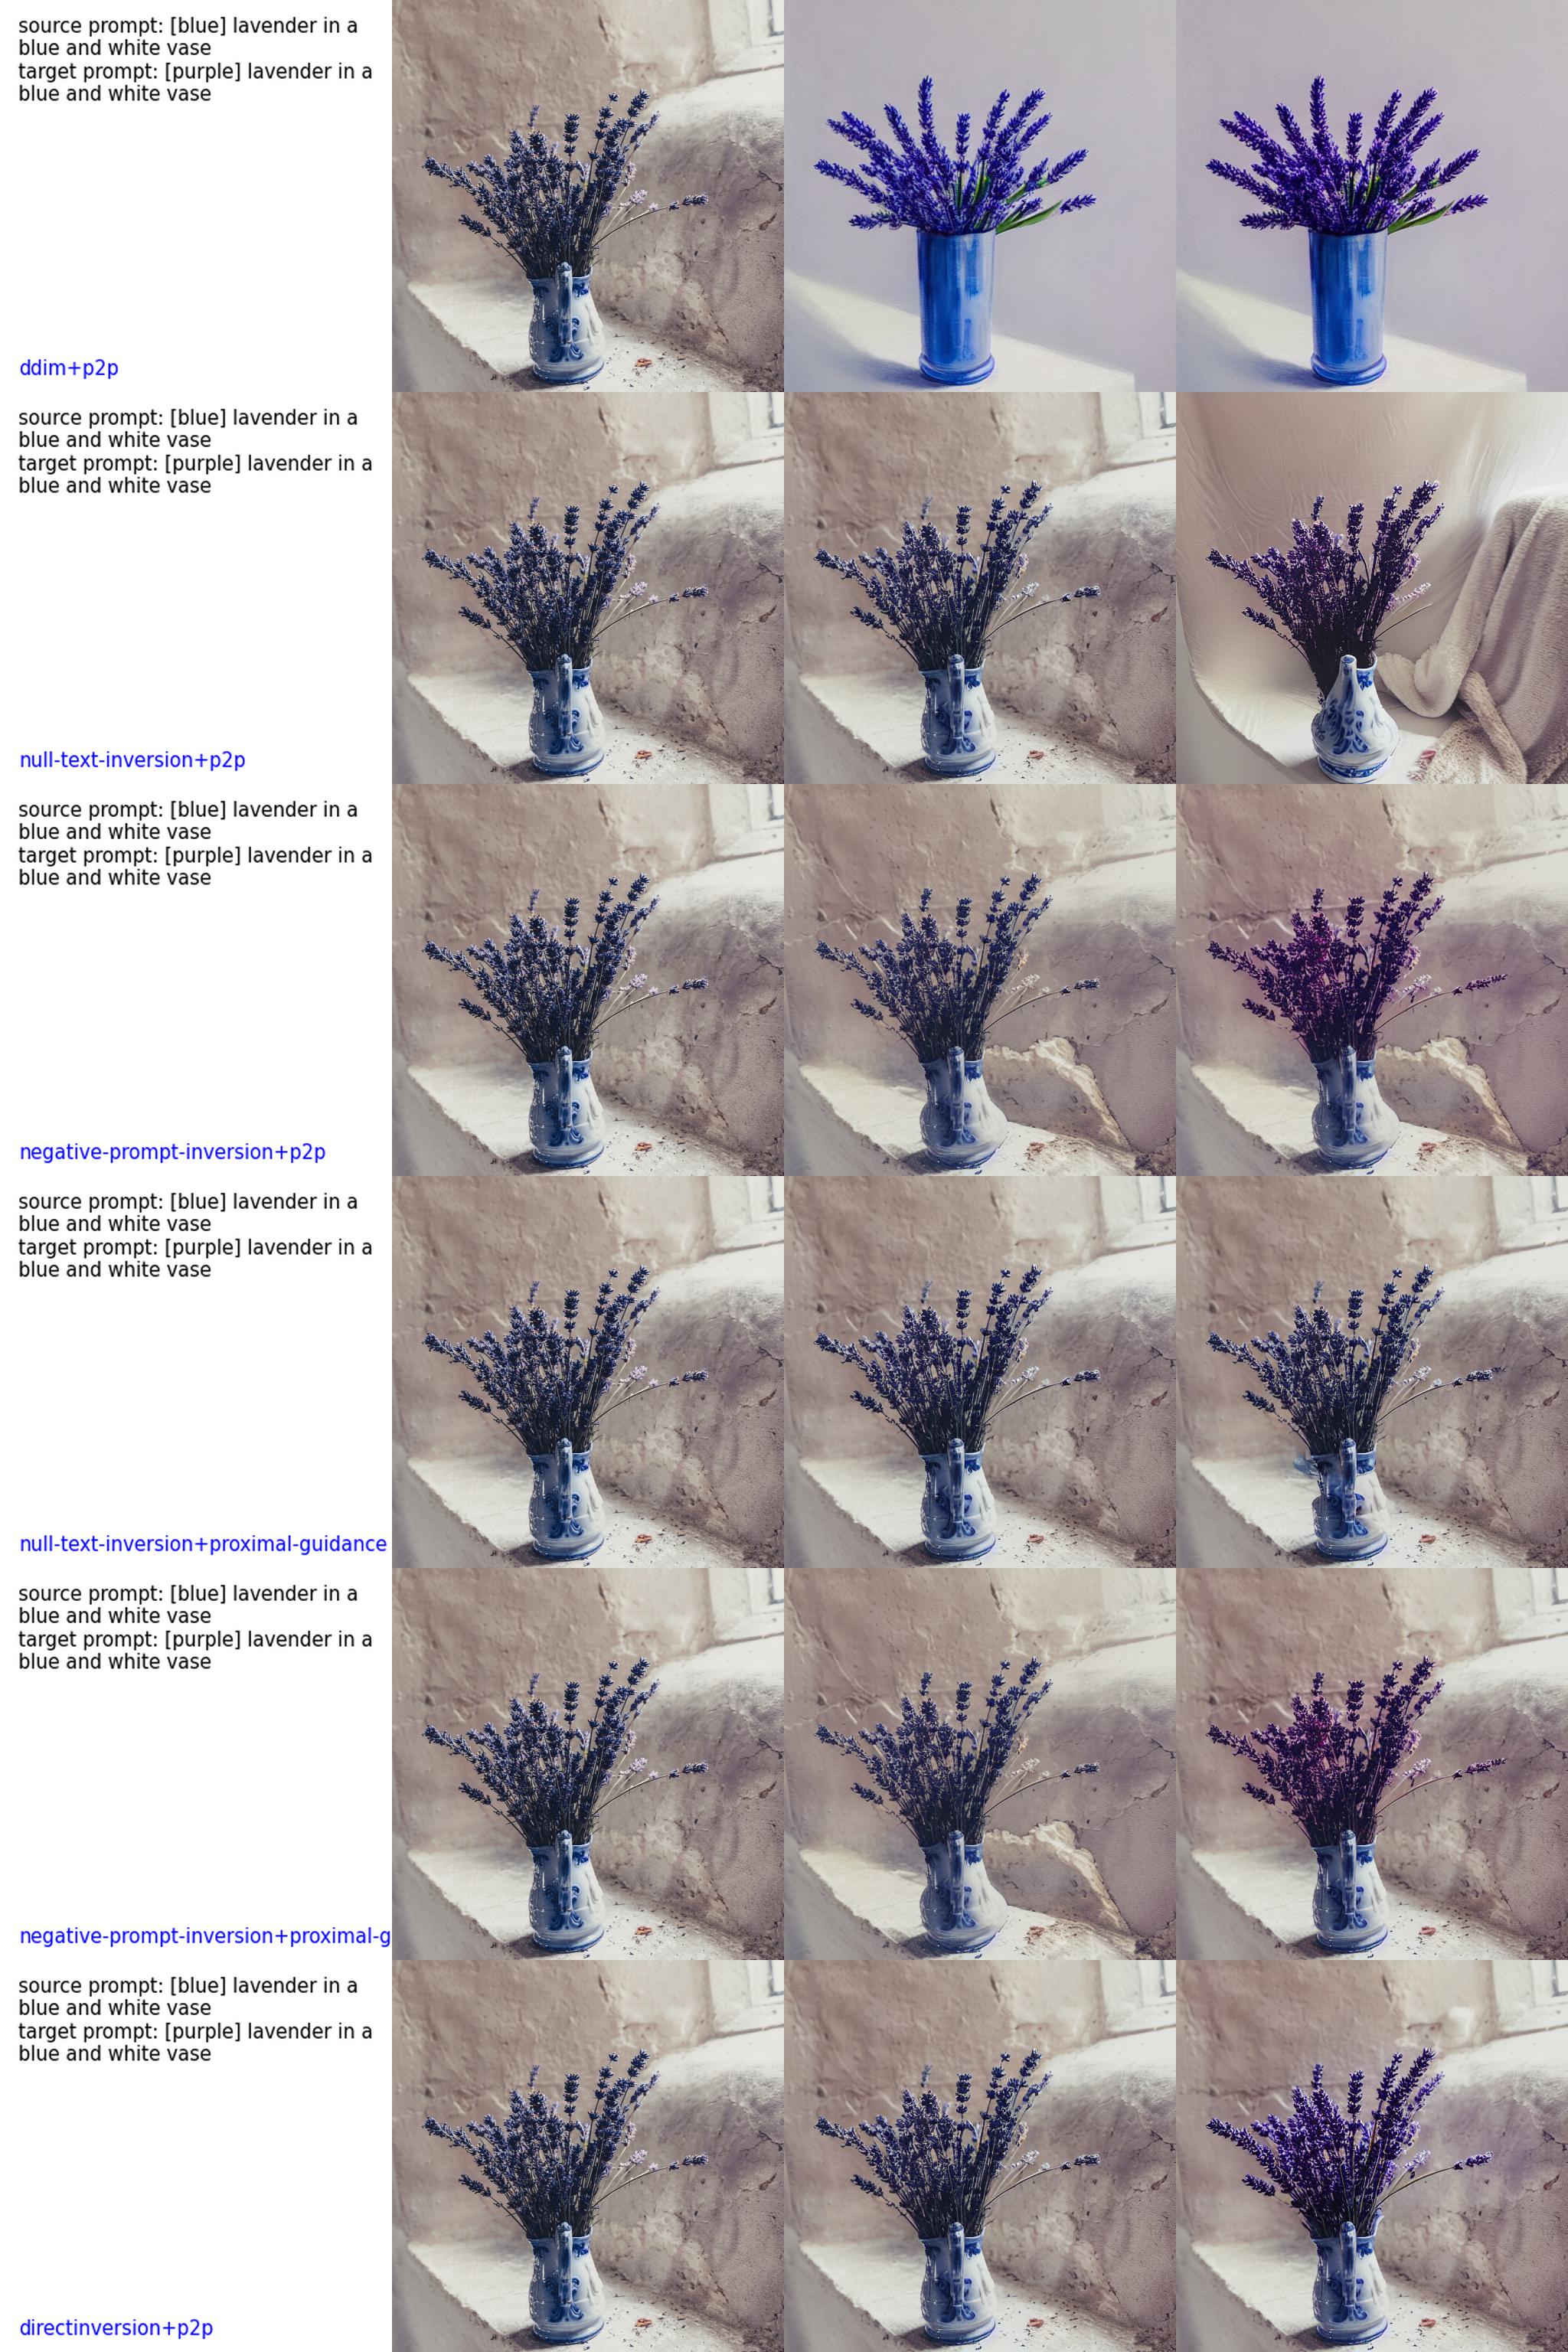 source prompt: [blue] lavender in a
blue and white vase
target prompt: [purple] lavender in a
blue and white vase
ddim+p2p
source prompt: [blue] lavender in a
blue and white vase
target prompt: [purple] lavender in a
blue and white vase
null-text-inversion+p2p
source prompt: [blue] lavender in a
blue and white vase
target prompt: [purple] lavender in a
blue and white vase
negative-prompt-inversion+p2p
source prompt: [blue] lavender in a
blue and white vase
target prompt: [purple] lavender in a
blue and white vase
null-text-inversion+proximal-guidance
source prompt: [blue] lavender in a
blue and white vase
target prompt: [purple] lavender in a
blue and white vase
negative-prompt-inversion+proximal-g
source prompt: [blue] lavender in a
blue and white vase
target prompt: [purple] lavender in a
blue and white vase
directinversion+p2p